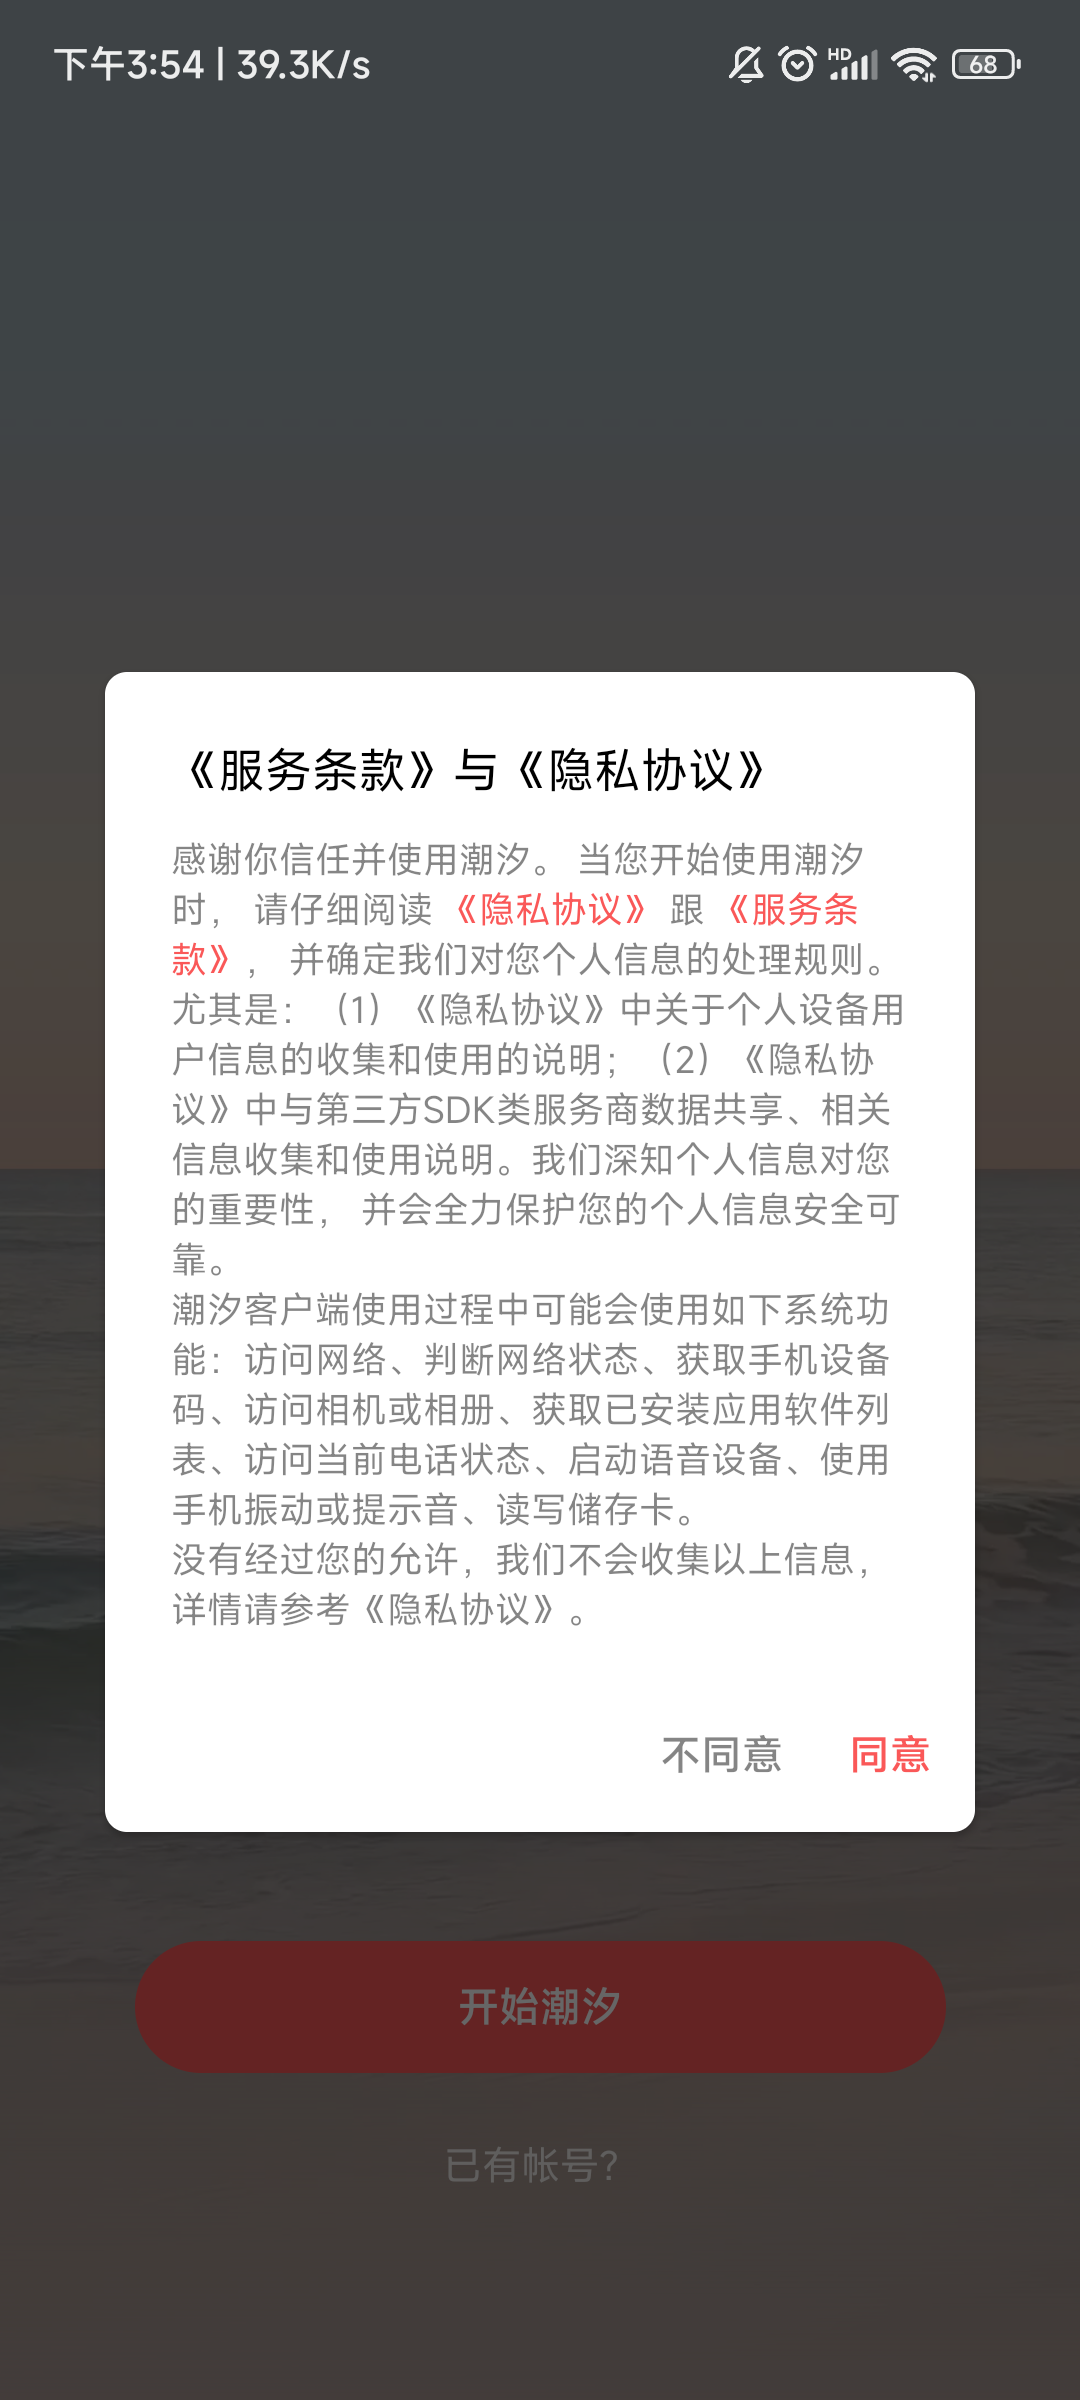 下午3:54 | 39.3K/s
HD
68
《服务条款》与《隐私协议》
感谢你信任并使用潮汐。 当您开始使用潮汐
时， 请仔细阅读 《隐私协议》 跟 《服务条
款》， 并确定我们对您个人信息的处理规则。
尤其是：（1）《隐私协议》中关于个人设备用
户信息的收集和使用的说明；（2）《隐私协
议》中与第三方SDK类服务商数据共享、相关
信息收集和使用说明。我们深知个人信息对您
的重要性， 并会全力保护您的个人信息安全可
靠。
潮汐客户端使用过程中可能会使用如下系统功
能：访问网络、判断网络状态、获取手机设备
码、访问相机或相册、获取已安装应用软件列
表、访问当前电话状态、启动语音设备、使用
手机振动或提示音、读写储存卡。
没有经过您的允许，我们不会收集以上信息，
详情请参考《隐私协议》。
不同意 同意
开始潮汐
已有帐号?